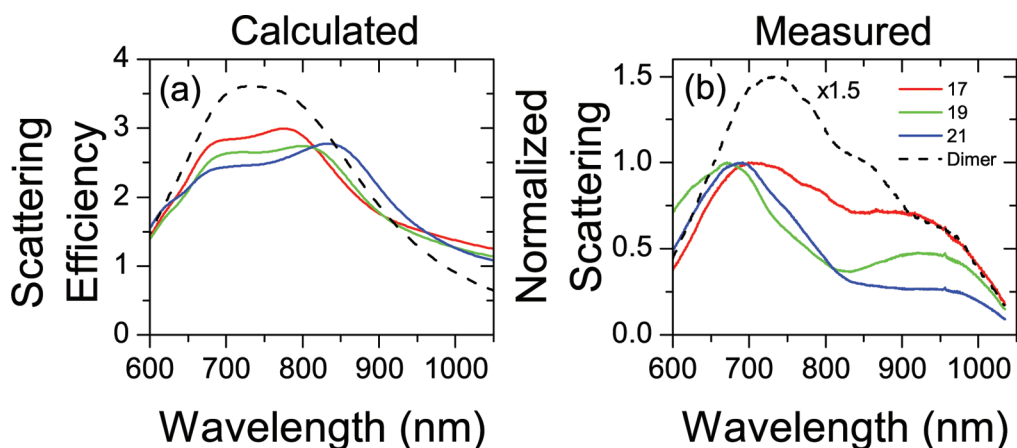 Calculated
Measured
Scattering
Efficiency
4
3
2
1
0
(a)
600 700 800 900 1000
Wavelength (nm)
Normalized
Scattering
1.5
1.0
0.5
0.0
(b)
x1.5
17
19
21
Dimer
600 700 800 900 1000
Wavelength (nm)